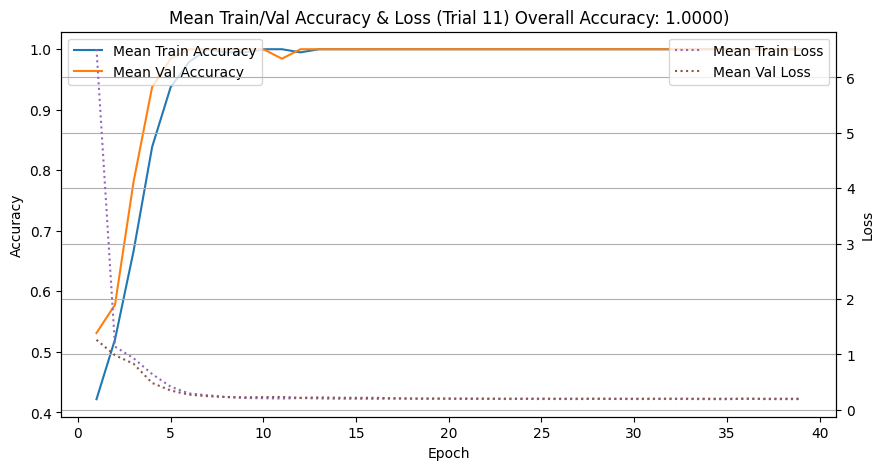 Mean Train/Val Accuracy & Loss (Trial 11) Overall Accuracy: 1.0000)
Mean Train Accuracy
Mean Val Accuracy
Mean Train Loss
Mean Val Loss
1.0
0.9
0.8
0.7
0.6
0.5
0.4
Accuracy
6
5
4
3
2
1
0
Loss
0 5 10 15 20 25 30 35 40
Epoch